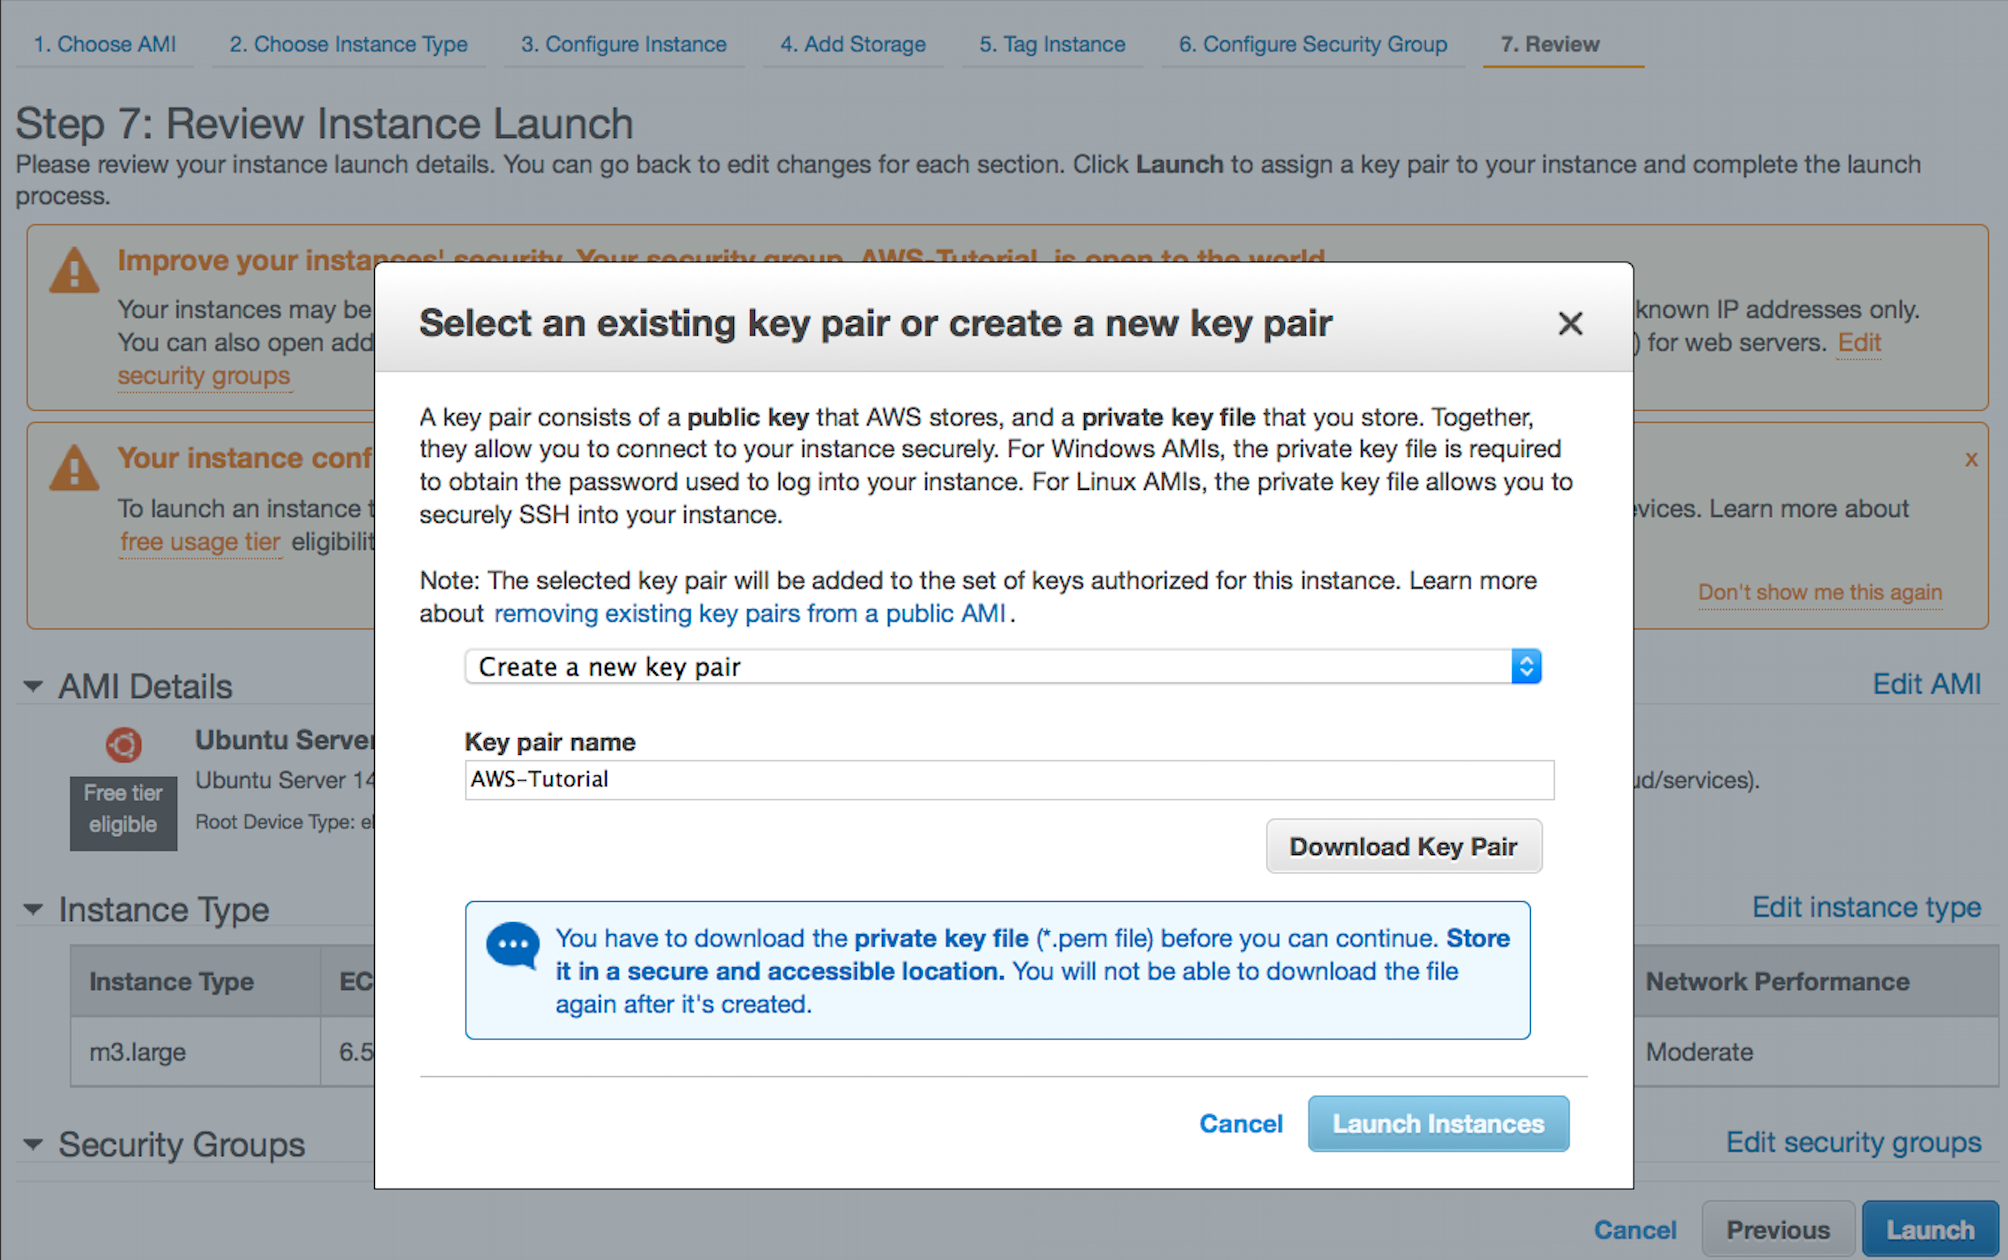 1. Choose AMI 2. Choose Instance Type 3. Configure Instance 4. Add Storage 5. Tag Instance 6. Configure Security Group 7. Review
Step 7: Review Instance Launch
Please review your instance launch details. You can go back to edit changes for each section. Click Launch to assign a key pair to your instance and complete the launch
process.
Improve your instances' security. Your security group, AWS-Tutorial, is open to the world.
Your instances may be
known IP addresses only.
You can also open add
) for web servers. Edit
security groups
Your instance conf
x
To launch an instance t
vices. Learn more about
free usage tier eligibilit
Don't show me this again
Select an existing key pair or create a new key pair
A key pair consists of a public key that AWS stores, and a private key file that you store. Together,
they allow you to connect to your instance securely. For Windows AMIs, the private key file is required
to obtain the password used to log into your instance. For Linux AMIs, the private key file allows you to
securely SSH into your instance.
Note: The selected key pair will be added to the set of keys authorized for this instance. Learn more
about removing existing key pairs from a public AMI .
Create a new key pair
Key pair name
AWS-Tutorial
Download Key Pair
You have to download the private key file (*.pem file) before you can continue. Store
it in a secure and accessible location. You will not be able to download the file
again after it's created.
Cancel Launch Instances
AMI Details
Edit AMI
Ubuntu Server
Free tier
eligible
Ubuntu Server 14
ud/services).
Root Device Type: e
Instance Type
Edit instance type
Instance Type EC
Network Performance
m3.large 6.5
Moderate
Security Groups
Edit security groups
Cancel Previous Launch